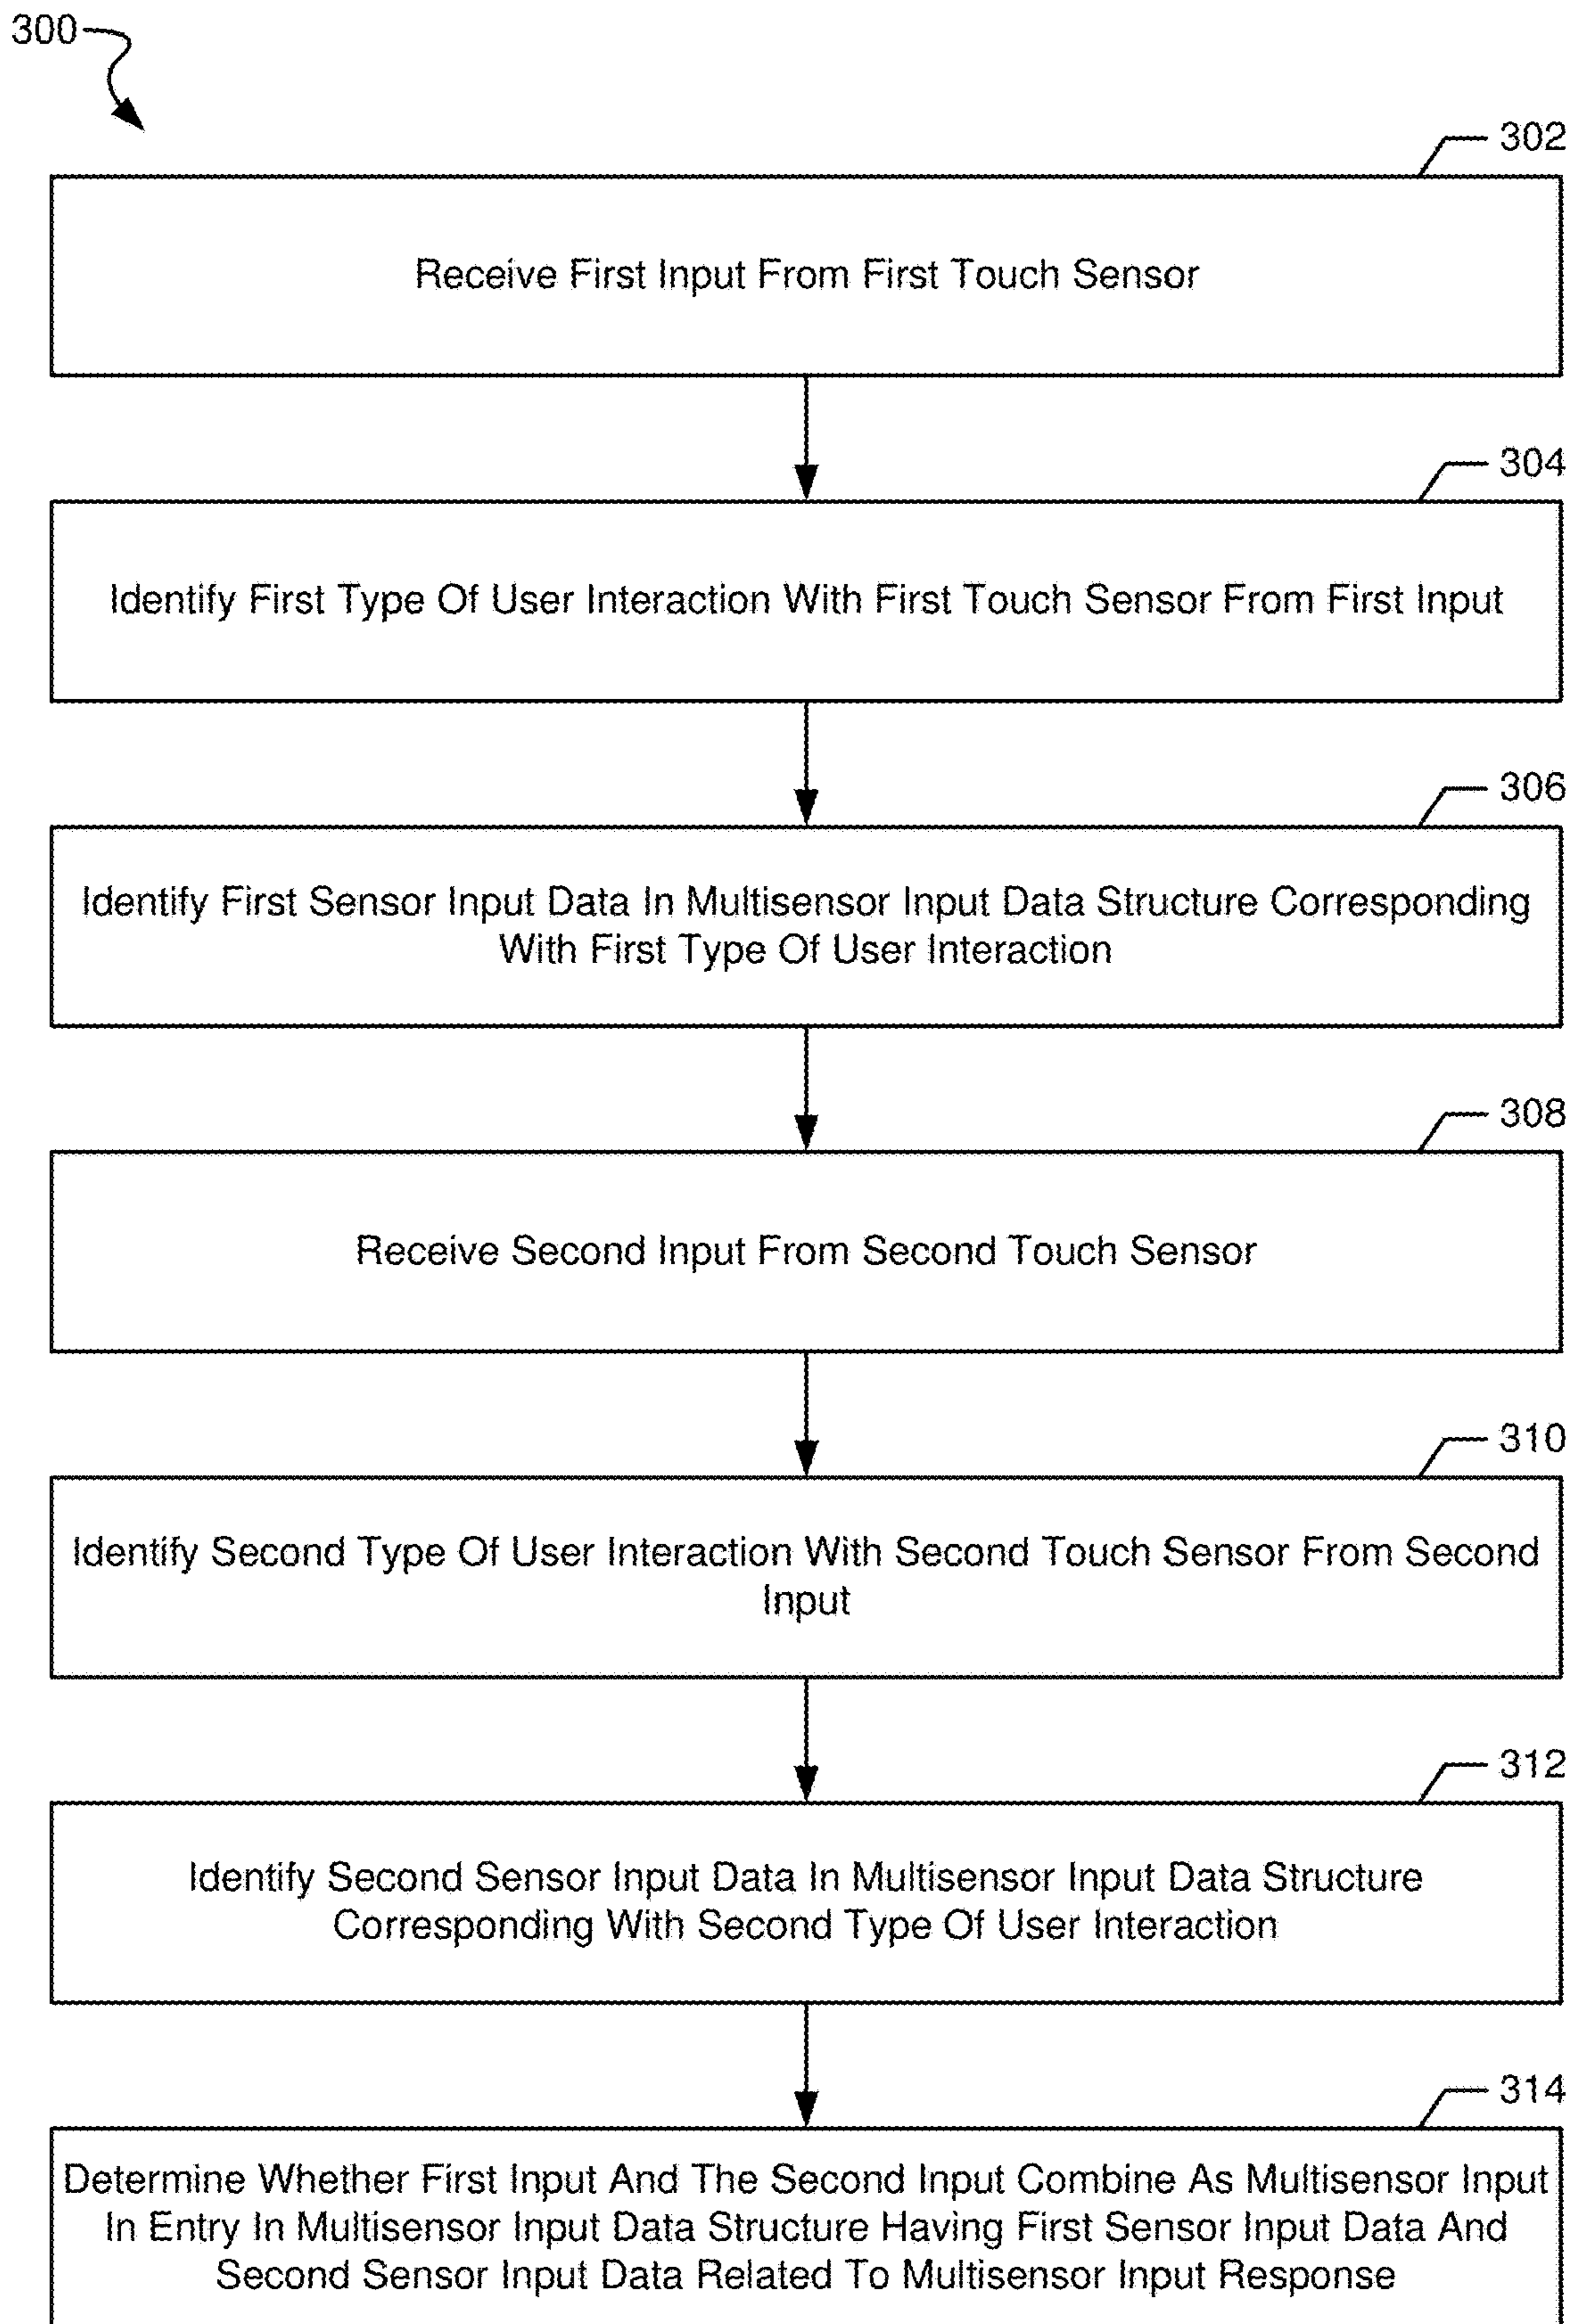 300
302
Receive First Input From First Touch Sensor
304
Identify First Type Of User Interaction With First Touch Sensor From First Input
306
Identify First Sensor Input Data In Multisensor Input Data Structure Corresponding
With First Type Of User Interaction
308
Receive Second Input From Second Touch Sensor
310
Identify Second Type Of User Interaction With Second Touch Sensor From Second
Input
312
Identify Second Sensor Input Data In Multisensor Input Data Structure
Corresponding With Second Type Of User Interaction
314
Determine Whether First Input And The Second Input Combine As Multisensor Input
In Entry In Multisensor Input Data Structure Having First Sensor Input Data And
Second Sensor Input Data Related To Multisensor Input Response